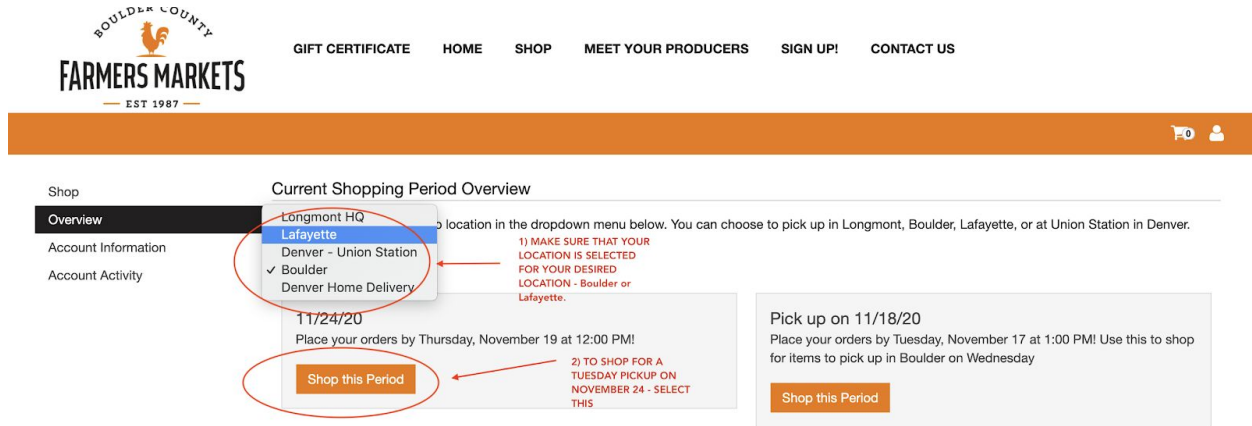 BOULDER COUNTY
FARMERS MARKETS
EST 1987
GIFT CERTIFICATE HOME SHOP MEET YOUR PRODUCERS SIGN UP! CONTACT US
0
Shop
Overview
Account Information
Account Activity
Current Shopping Period Overview
location in the dropdown menu below. You can choose to pick up in Longmont, Boulder, Lafayette, or at Union Station in Denver.
Longmont HQ
Lafayette
Denver - Union Station
✓ Boulder
Denver Home Delivery
1) MAKE SURE THAT YOUR
LOCATION IS SELECTED
FOR YOUR DESIRED
LOCATION - Boulder or
Lafayette.
11/24/20
Place your orders by Thursday, November 19 at 12:00 PM!
Shop this Period
2) TO SHOP FOR A
TUESDAY PICKUP ON
NOVEMBER 24 - SELECT
THIS
Pick up on 11/18/20
Place your orders by Tuesday, November 17 at 1:00 PM! Use this to shop
for items to pick up in Boulder on Wednesday
Shop this Period